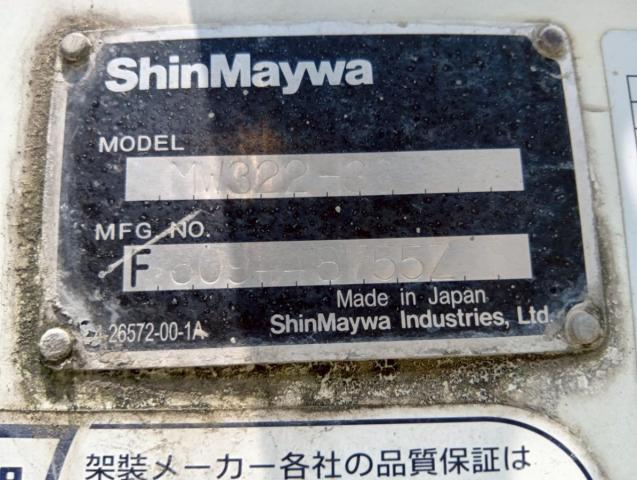 ShinMaywa
MODEL
MFG. NO.
F
Made in Japan
26572-00-1A
ShinMaywa Industries, Ltd.
架装メーカー各社の品質保証は